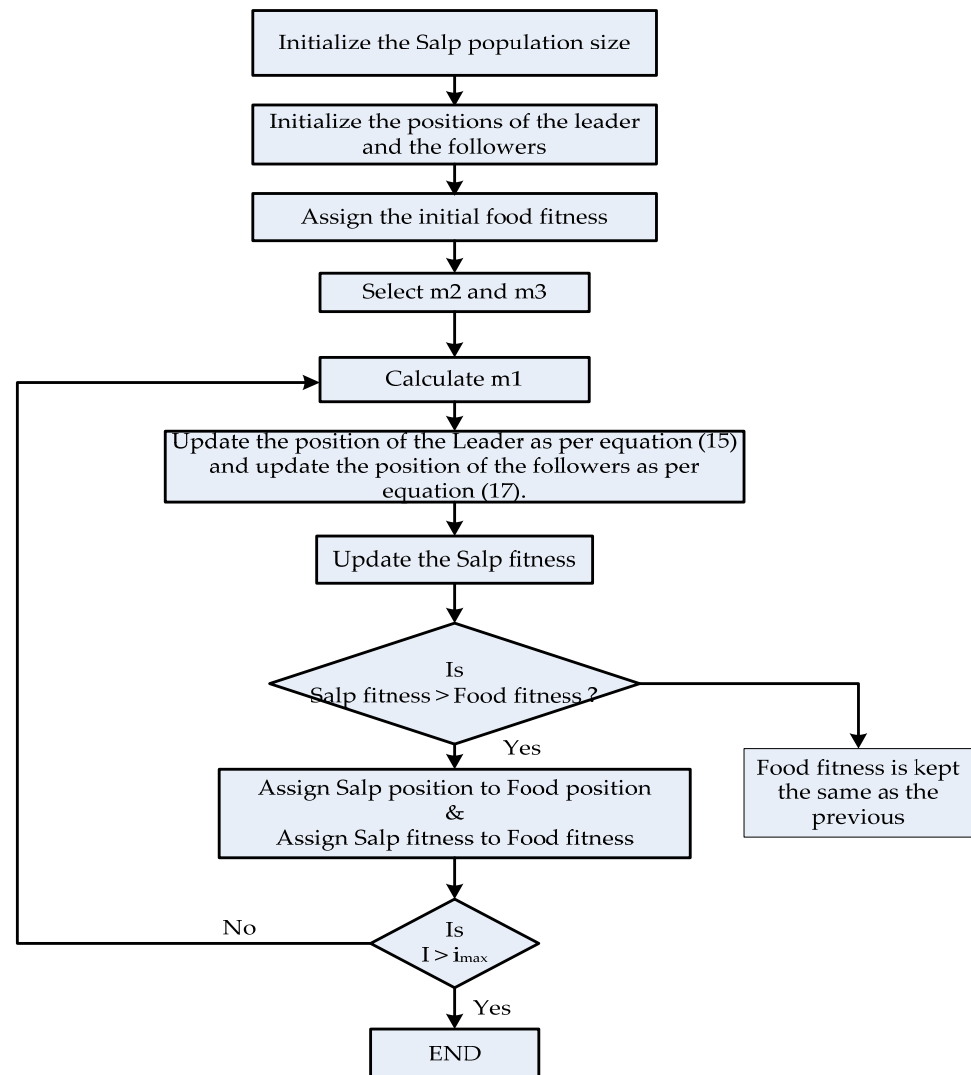 Initialize the Salp population size
Initialize the positions of the leader
and the followers
Assign the initial food fitness
Select m2 and m3
Calculate m1
Update the position of the Leader as per equation (15)
and update the position of the followers as per
equation (17).
Update the Salp fitness
Is
Salp fitness > Food fitness ?
Yes
Food fitness is kept
the same as the
previous
Assign Salp position to Food position
&
Assign Salp fitness to Food fitness
No
Is
I > imax
Yes
END